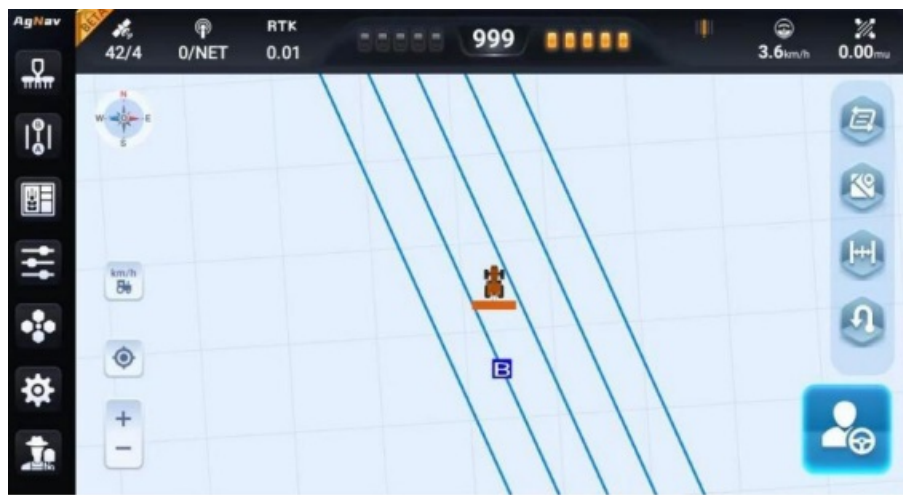 AgNav
BETA
42/4
0/NET
RTK
0.01
999
3.6km/h
0.00mu
N
W
E
S
B
A
km/h
B
+
−